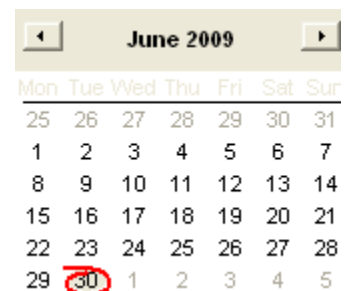 June 2009
Mon Tue Wed Thu Fri Sat Sun
25 26 27 28 29 30 31
1 2 3 4 5 6 7
8 9 10 11 12 13 14
15 16 17 18 19 20 21
22 23 24 25 26 27 28
29 30 1 2 3 4 5